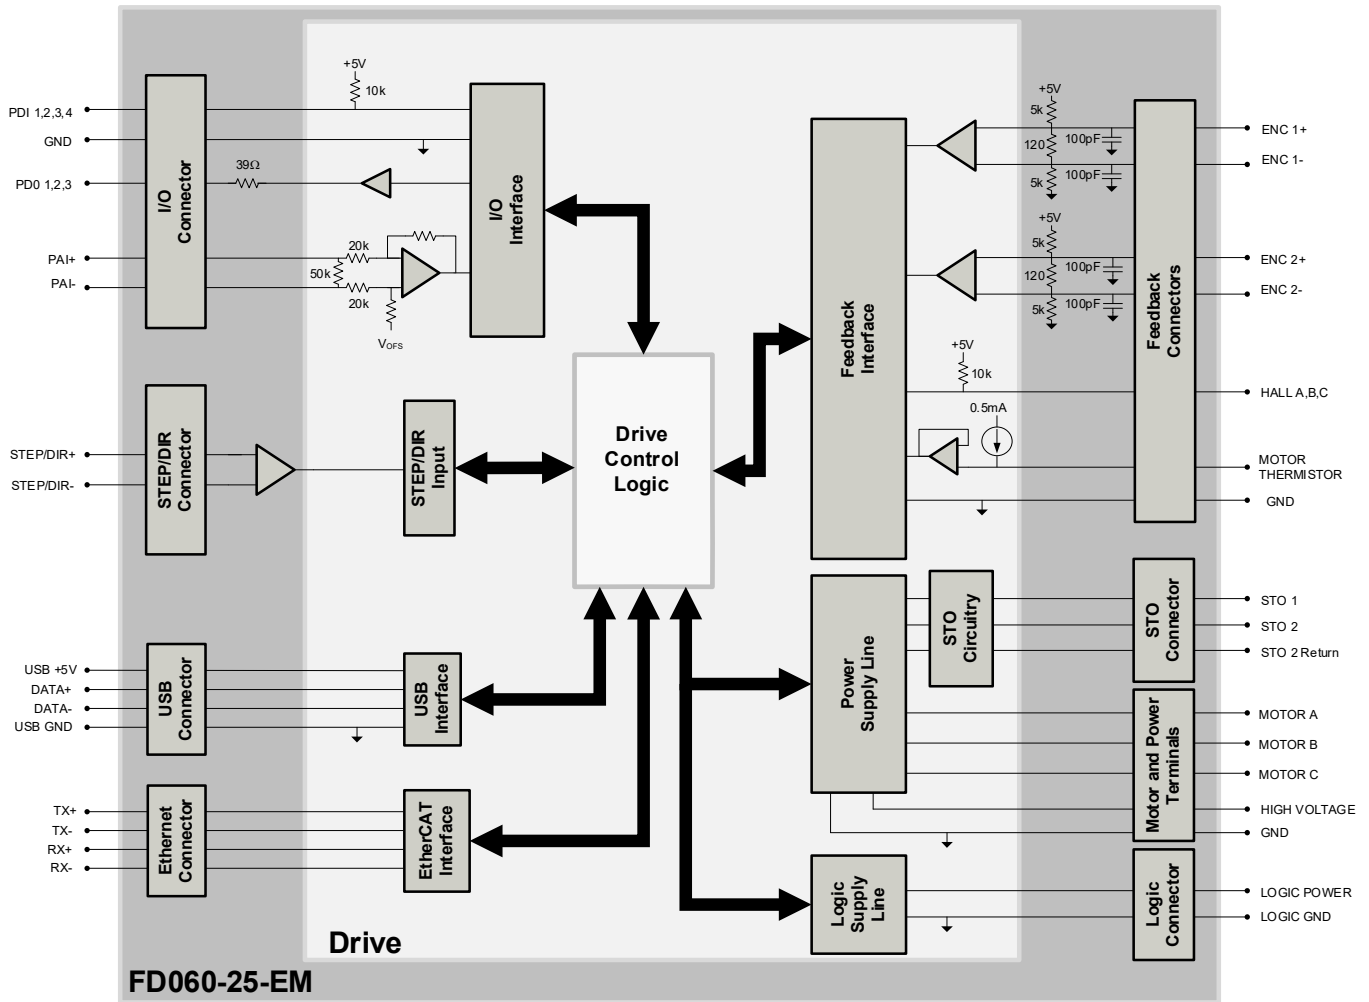 PDI 1,2,3,4
GND
PD0 1,2,3
PAI+
PAI-
I/O
Connector
+5V
10k
39Ω
20k
50k
20k
VOFS
I/O
Interface
STEP/DIR+
STEP/DIR-
STEP/DIR
Connector
STEP/DIR
Input
Drive
Control
Logic
USB +5V
DATA+
DATA-
USB GND
USB
Connector
USB
Interface
TX+
TX-
RX+
RX-
Ethernet
Connector
EtherCAT
Interface
Feedback
Interface
+5V
5k
120
5k
100pF
100pF
+5V
5k
120
5k
100pF
100pF
+5V
10k
0.5mA
Feedback
Connectors
ENC 1+
ENC 1-
ENC 2+
ENC 2-
HALL A,B,C
MOTOR
THERMISTOR
GND
Power
Supply Line
STO
Circuitry
STO
Connector
STO 1
STO 2
STO 2 Return
Motor and Power
Terminals
MOTOR A
MOTOR B
MOTOR C
HIGH VOLTAGE
GND
Logic
Supply
Line
Logic
Connector
LOGIC POWER
LOGIC GND
Drive
FD060-25-EM